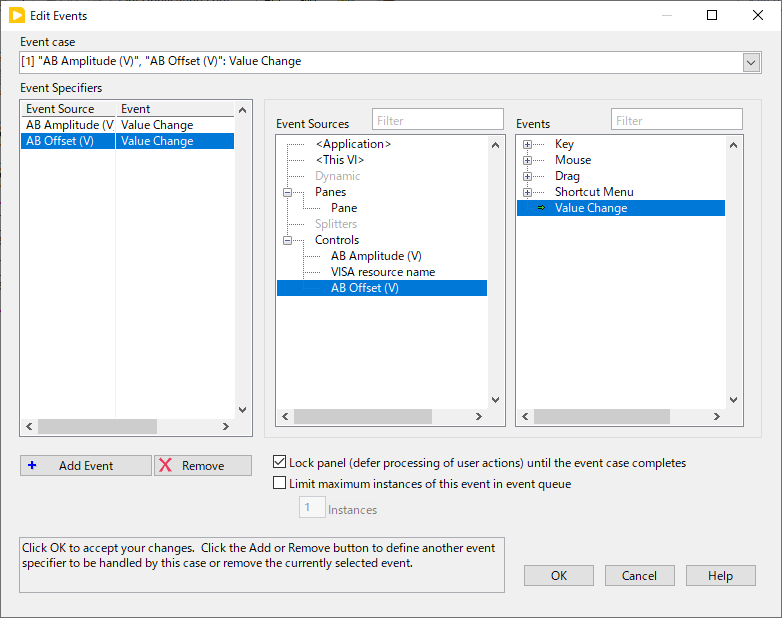 Edit Events
Event case
[1] "AB Amplitude (V)", "AB Offset (V)": Value Change
Event Specifiers
Event Source Event
AB Amplitude (V Value Change
AB Offset (V) Value Change
Event Sources Filter
<Application>
<This VI>
Dynamic
Panes
Pane
Splitters
Controls
AB Amplitude (V)
VISA resource name
AB Offset (V)
Events Filter
Key
Mouse
Drag
Shortcut Menu
Value Change
Add Event Remove
Lock panel (defer processing of user actions) until the event case completes
Limit maximum instances of this event in event queue
1 Instances
Click OK to accept your changes.  Click the Add or Remove button to define another event
specifier to be handled by this case or remove the currently selected event.
OK Cancel Help